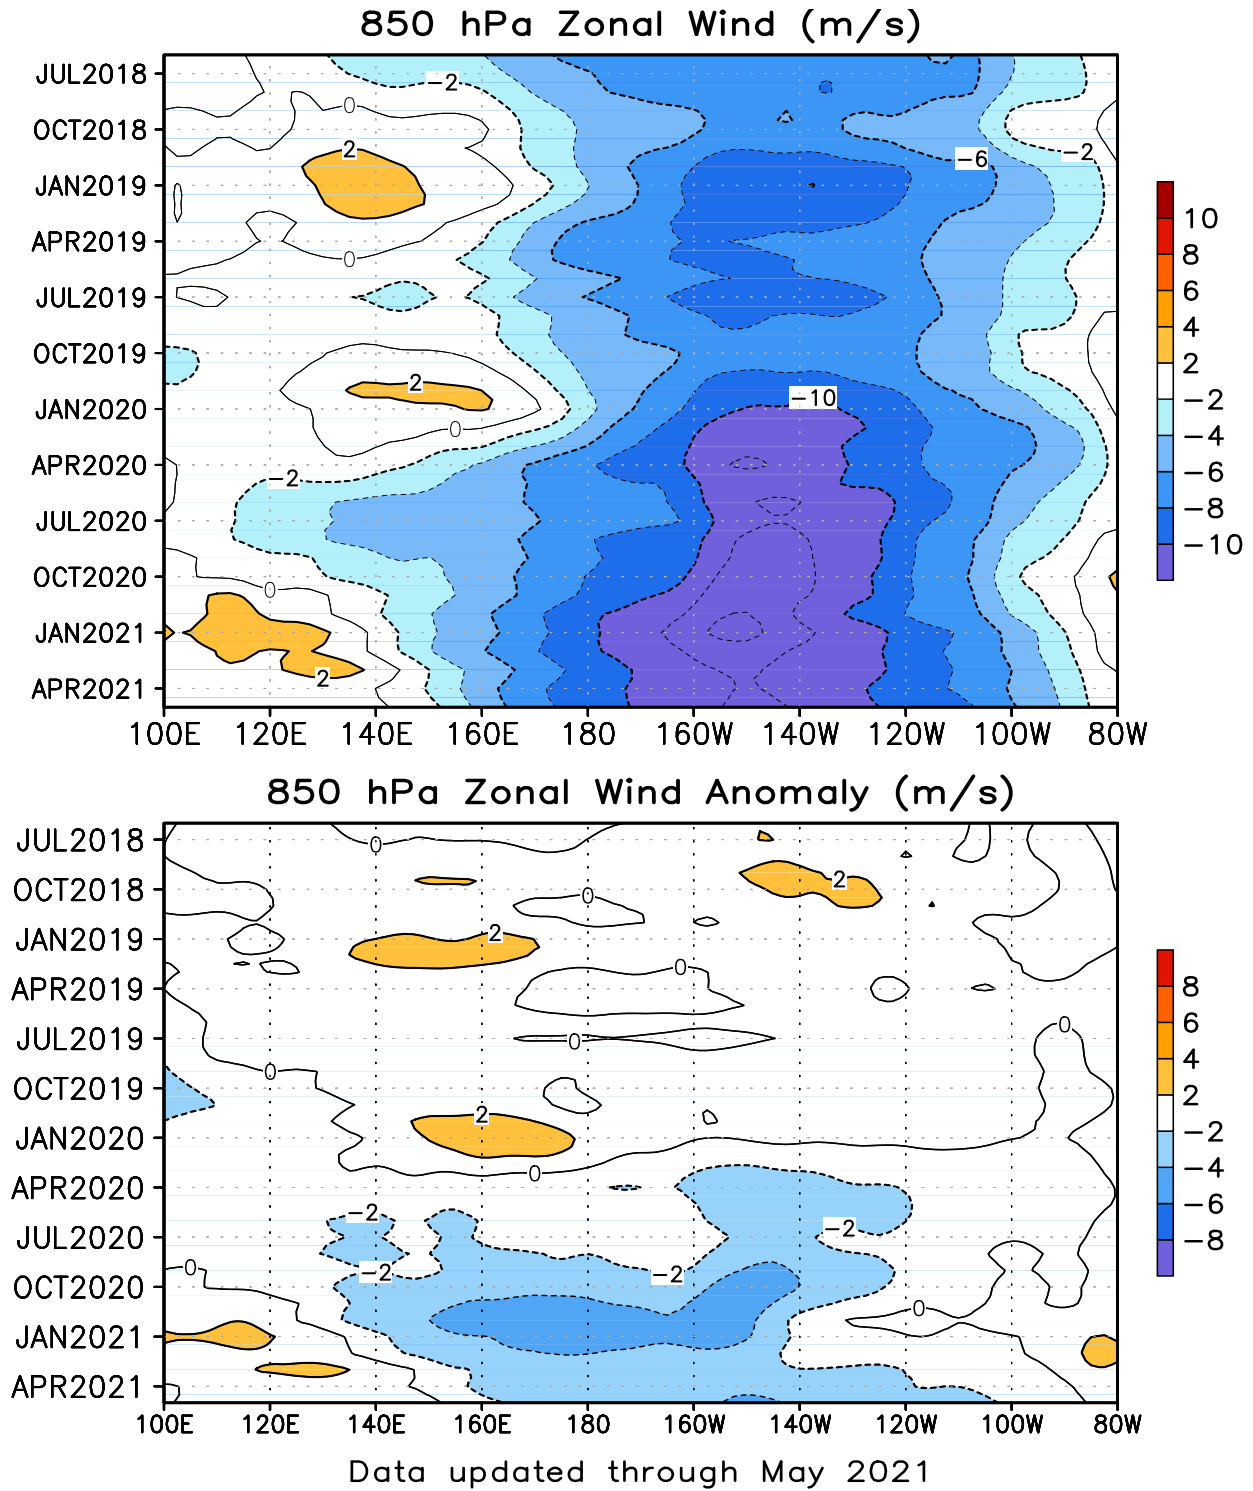 850 hPa Zonal Wind (m/s)
JUL2018
OCT2018
JAN2019
APR2019
JUL2019
OCT2019
JAN2020
APR2020
JUL2020
OCT2020
JAN2021
APR2021
−2
0
2
−6
−2
0
2
−10
0
−2
0
2
100E 120E 140E 160E 180 160W 140W 120W 100W 80W
10
8
6
4
2
−2
−4
−6
−8
−10
850 hPa Zonal Wind Anomaly (m/s)
JUL2018
OCT2018
JAN2019
APR2019
JUL2019
OCT2019
JAN2020
APR2020
JUL2020
OCT2020
JAN2021
APR2021
0
2
0
2
0
0
0
0
2
0
−2
−2
0
−2
−2
0
100E 120E 140E 160E 180 160W 140W 120W 100W 80W
8
6
4
2
−2
−4
−6
−8
Data updated through May 2021